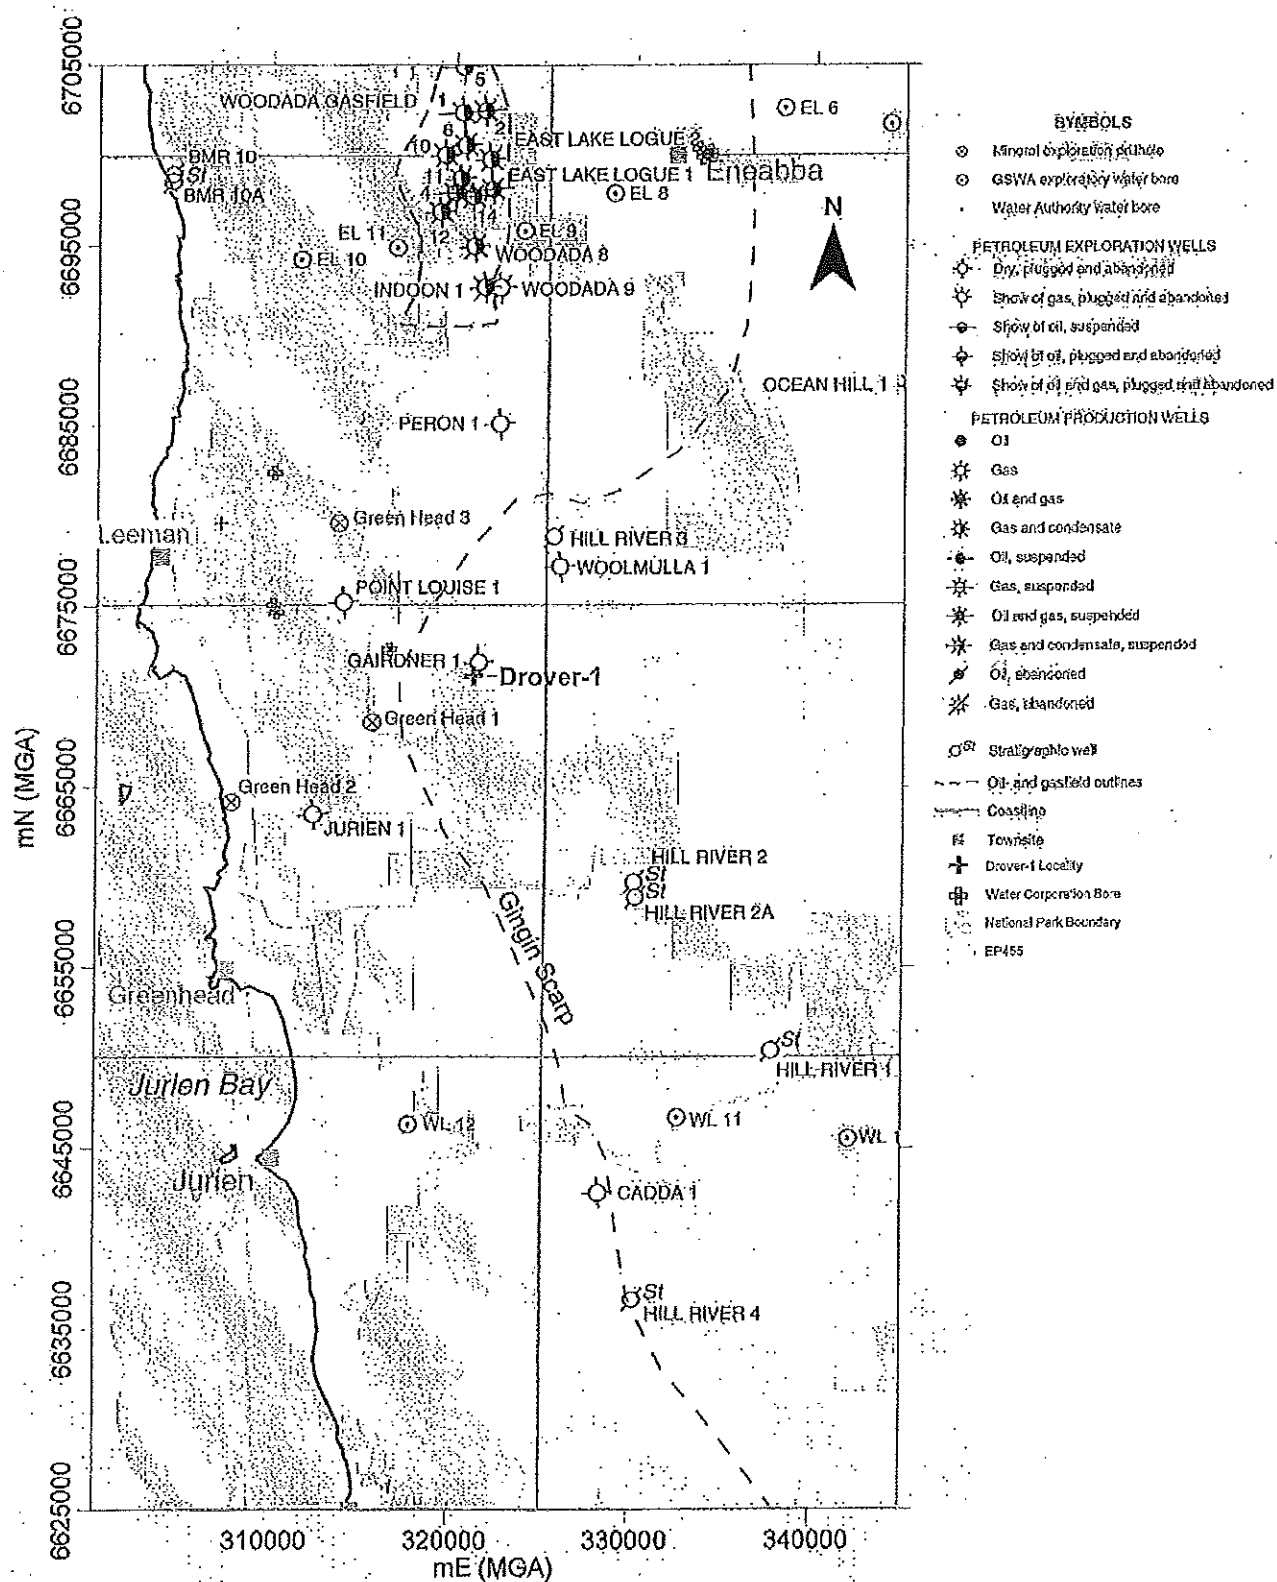 6705000
6695000
6685000
6675000
6665000
6655000
6645000
6635000
6625000
mN (MGA)
310000
320000
330000
340000
mE (MGA)
N
WOODADA GASFIELD
1
5
2
6
10
11
4
12
14
EAST LAKE LOGUE 2
EAST LAKE LOGUE 1
Eneabba
EL 6
EL 8
BMR 10
St
BMR 10A
EL 11
EL 9
EL 10
WOODADA 8
INDOON 1
WOODADA 9
OCEAN HILL 1
PERON 1
Green Head 3
Leeman
HILL RIVER 3
WOOLMULLA 1
POINT LOUISE 1
GAIRDNER 1
Drover-1
Green Head 1
Green Head 2
JURIEN 1
HILL RIVER 2
St
St
HILL RIVER 2A
Gingin Scarp
Greenhead
St
HILL RIVER 1
Jurien Bay
WL 12
WL 11
WL 1
Jurien
CADDA 1
St
HILL RIVER 4
SYMBOLS
Mineral exploration drillhole
GSWA exploratory water bore
Water Authority water bore
PETROLEUM EXPLORATION WELLS
Dry, plugged and abandoned
Show of gas, plugged and abandoned
Show of oil, suspended
Show of oil, plugged and abandoned
Show of oil and gas, plugged and abandoned
PETROLEUM PRODUCTION WELLS
Oil
Gas
Oil and gas
Gas and condensate
Oil, suspended
Gas, suspended
Oil and gas, suspended
Gas and condensate, suspended
Oil, abandoned
Gas, abandoned
St Stratigraphic well
Oil- and gasfield outlines
Coastline
Townsite
Drover-1 Locality
Water Corporation Bore
National Park Boundary
EP455